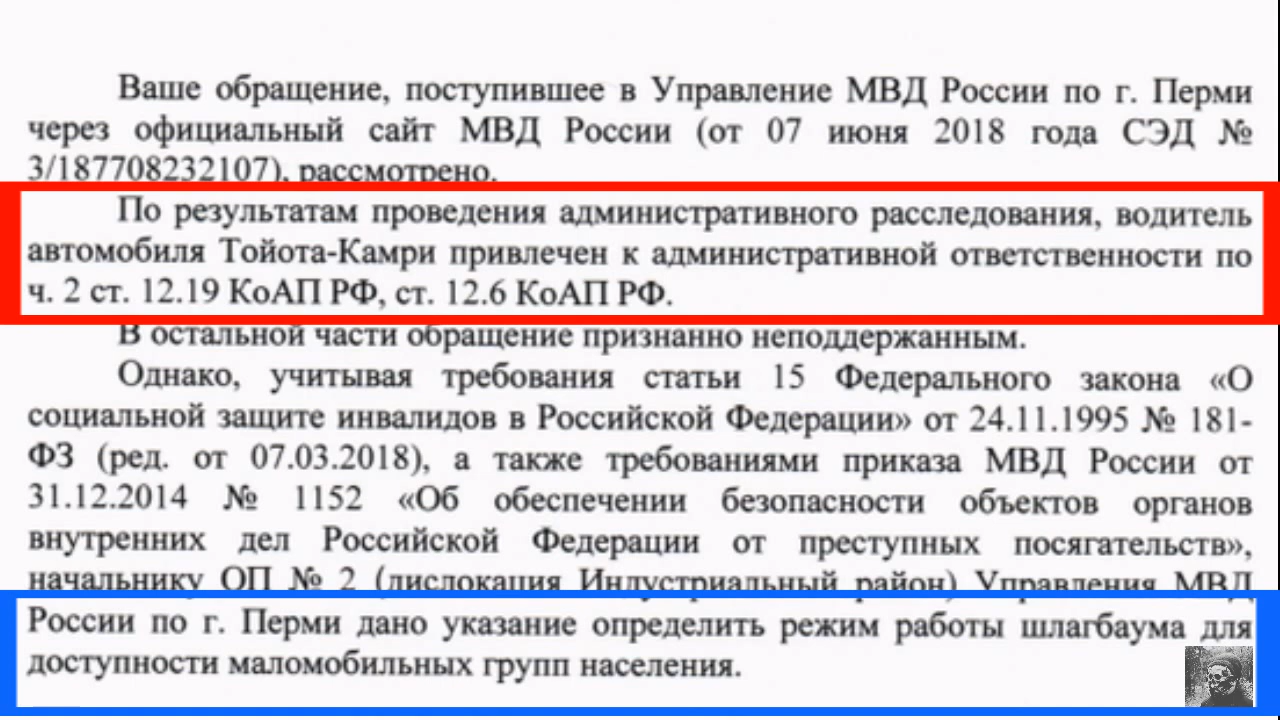 Ваше обращение, поступившее в Управление МВД России по г. Перми
через официальный сайт МВД России (от 07 июня 2018 года СЭД №
3/187708232107), рассмотрено.
По результатам проведения административного расследования, водитель
автомобиля Тойота-Камри привлечен к административной ответственности по
ч. 2 ст. 12.19 КоАП РФ, ст. 12.6 КоАП РФ.
В остальной части обращение признанно неподдержанным.
Однако, учитывая требования статьи 15 Федерального закона «О
социальной защите инвалидов в Российской Федерации» от 24.11.1995 № 181-
ФЗ (ред. от 07.03.2018), а также требованиями приказа МВД России от
31.12.2014 № 1152 «Об обеспечении безопасности объектов органов
внутренних дел Российской Федерации от преступных посягательств»,
начальнику ОП № 2 (дислокация Индустриальный район) Управления МВД
России по г. Перми дано указание определить режим работы шлагбаума для
доступности маломобильных групп населения.